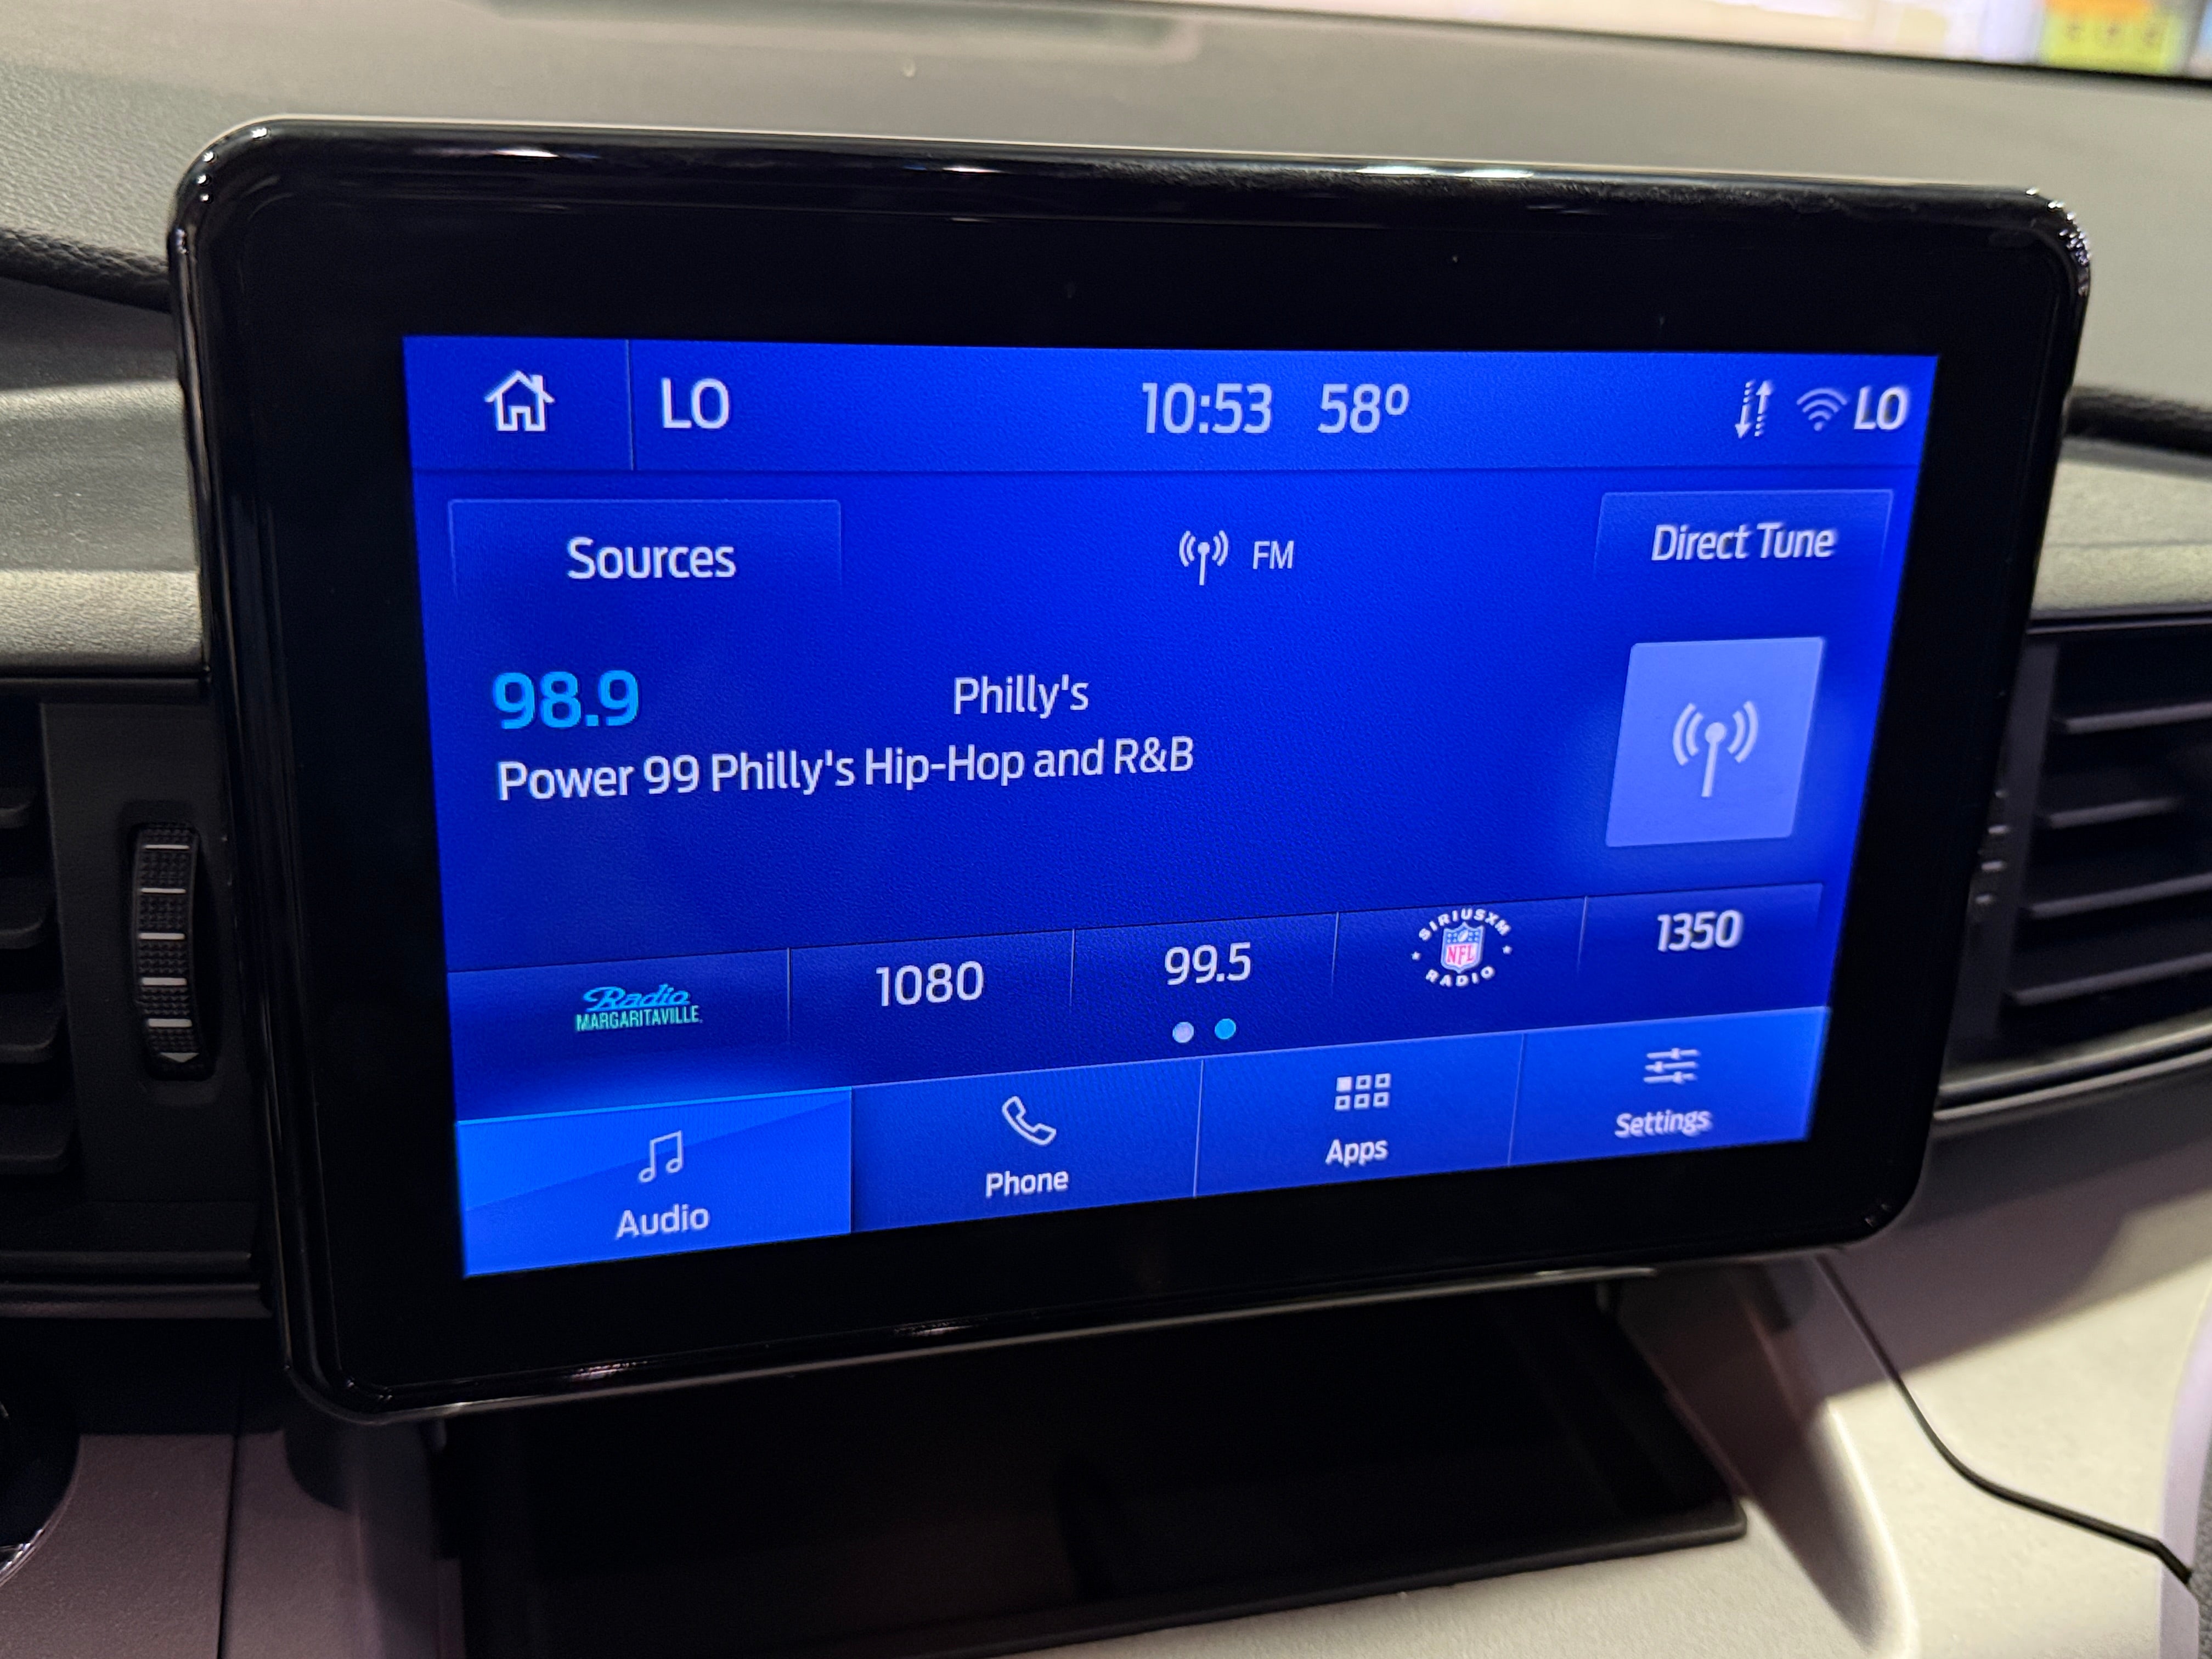 LO 10:53 58° LO
Sources FM Direct Tune
98.9 Philly's
Power 99 Philly's Hip-Hop and R&B
Radio
MARGARITAVILLE
1080
99.5
SIRIUSXM
NFL
RADIO
1350
Audio
Phone
Apps
Settings